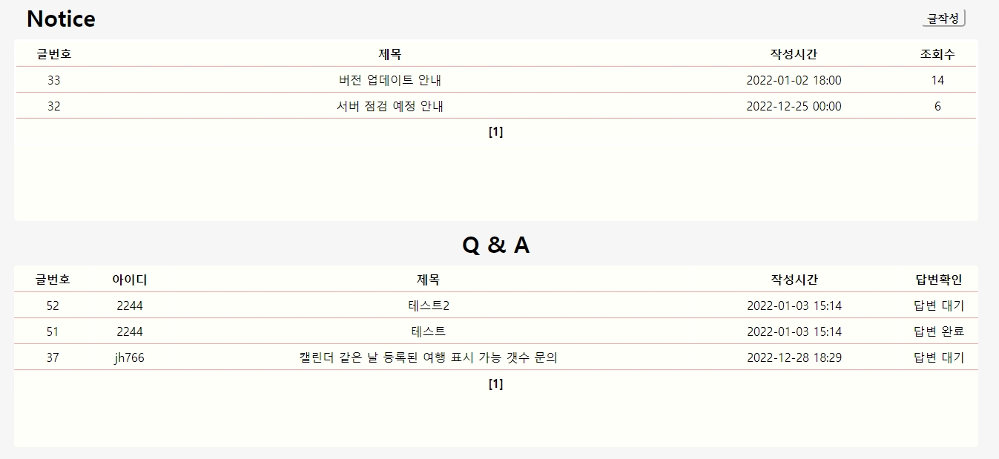 Notice 글작성
글번호 제목 작성시간 조회수
33 버전 업데이트 안내 2022-01-02 18:00 14
32 서버 점검 예정 안내 2022-12-25 00:00 6
[1]
Q & A
글번호 아이디 제목 작성시간 답변확인
52 2244 테스트2 2022-01-03 15:14 답변 대기
51 2244 테스트 2022-01-03 15:14 답변 완료
37 jh766 캘린더 같은 날 등록된 여행 표시 가능 갯수 문의 2022-12-28 18:29 답변 대기
[1]